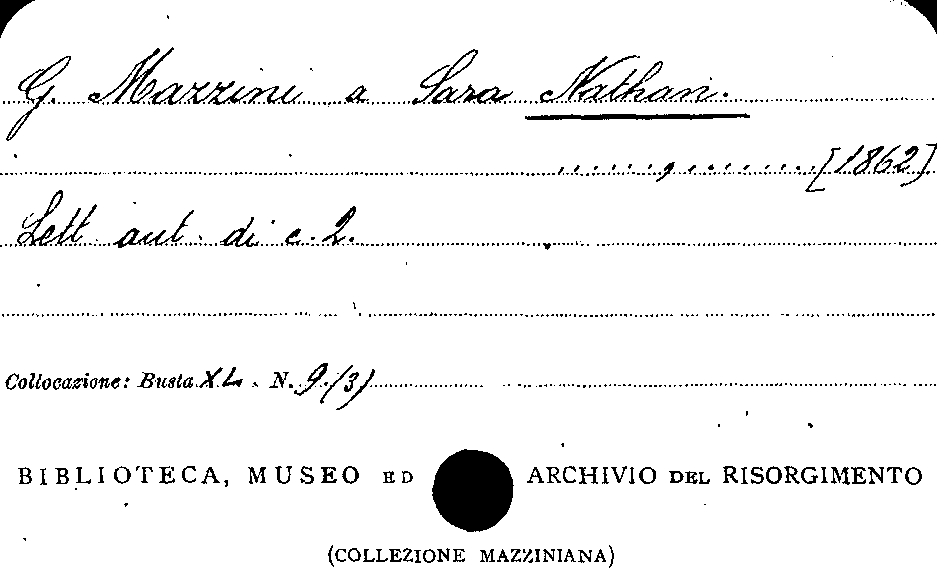 G. Mazzini a Sara Nathan.
......, ........[1862].
Lett. aut. di c. 2.
Collocazione: Busta XL. N. 9.(3)
BIBLIOTECA, MUSEO ED ARCHIVIO DEL RISORGIMENTO
(COLLEZIONE MAZZINIANA)